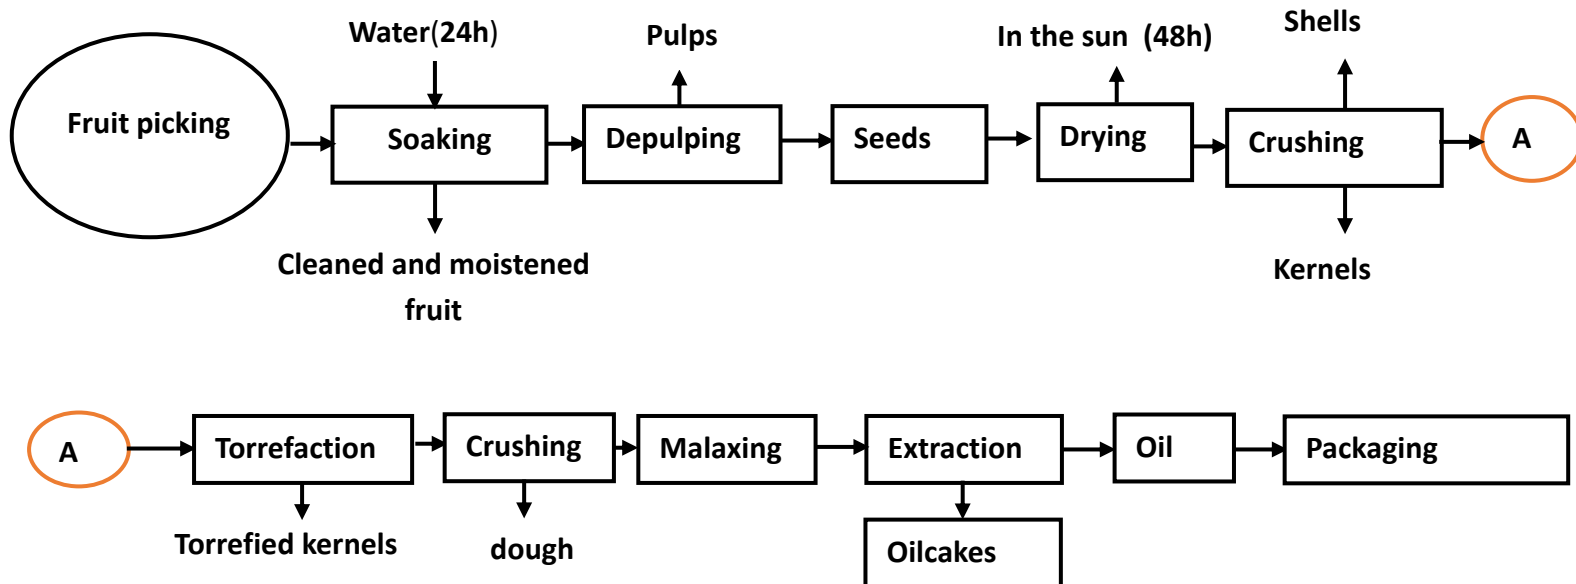 Water(24h)
Pulps
In the sun (48h)
Shells
Fruit picking
Soaking
Depulping
Seeds
Drying
Crushing
A
Cleaned and moistened
fruit
Kernels
A
Torrefaction
Crushing
Malaxing
Extraction
Oil
Packaging
Torrefied kernels
dough
Oilcakes